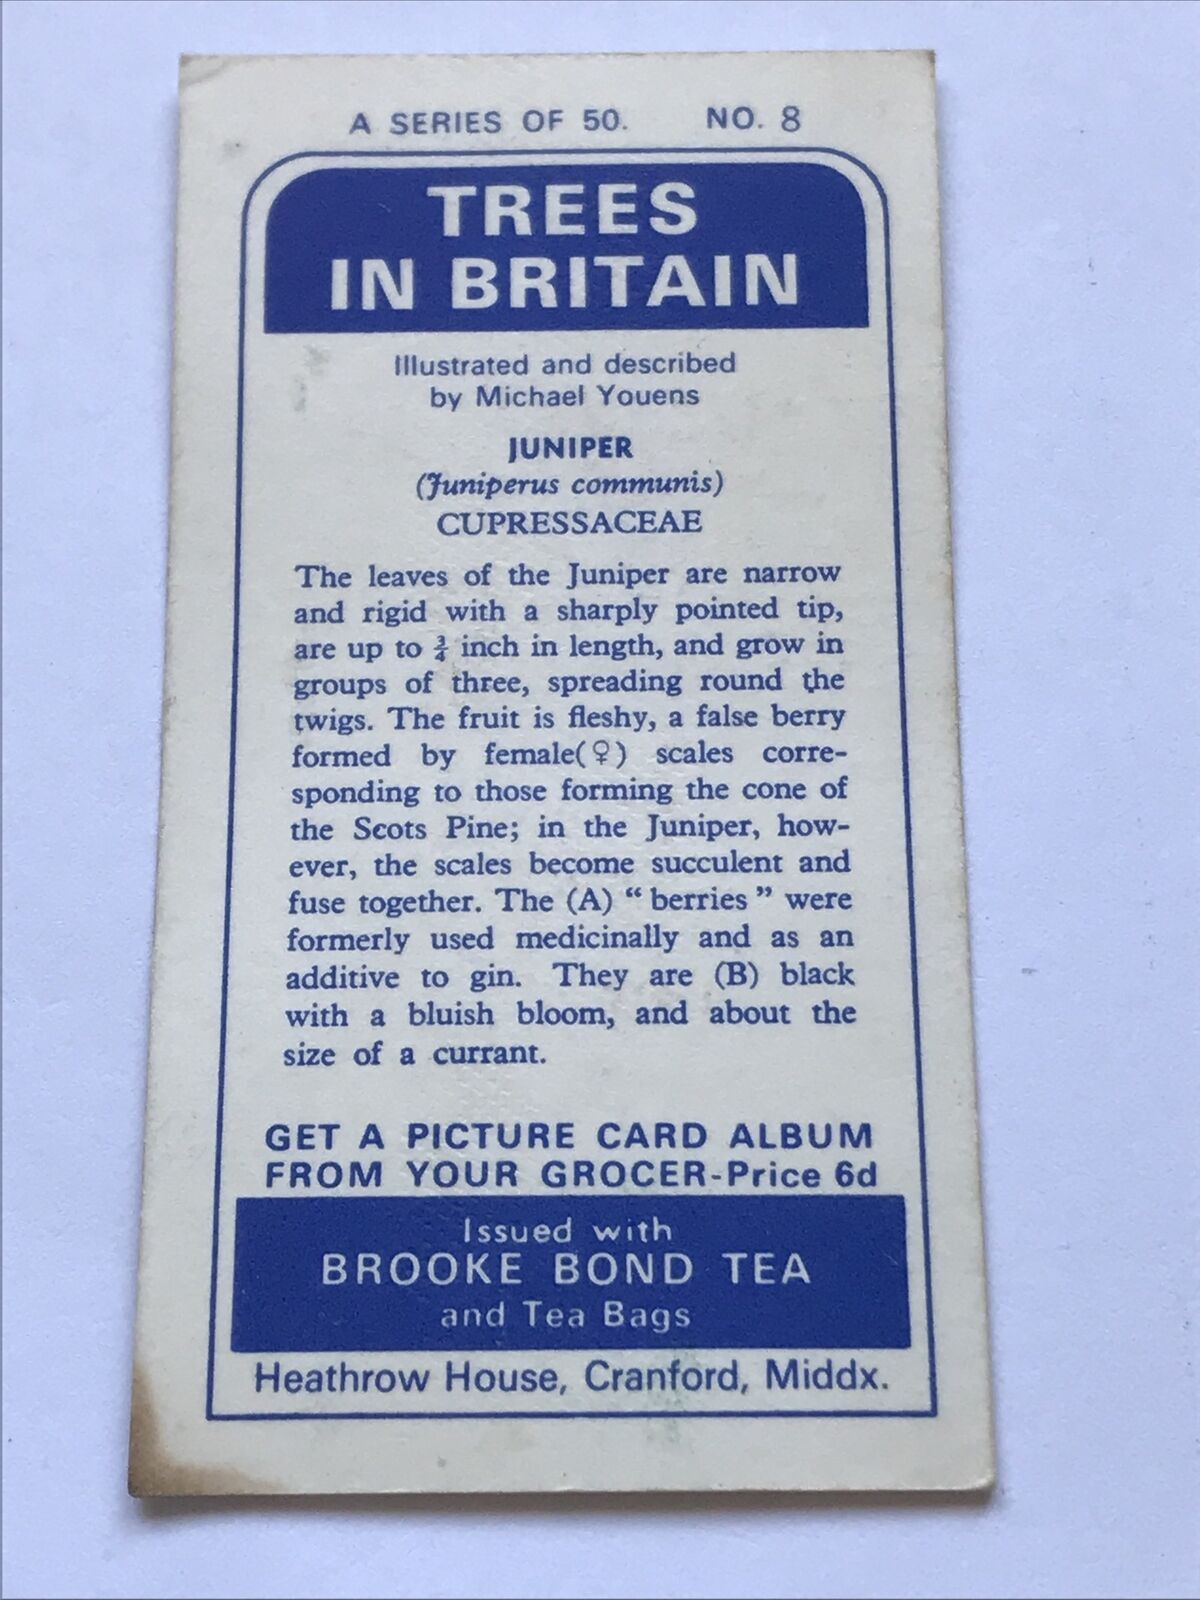 A SERIES OF 50. NO. 8
TREES
IN BRITAIN
Illustrated and described
by Michael Youens
JUNIPER
(Juniperus communis)
CUPRESSACEAE
The leaves of the Juniper are narrow
and rigid with a sharply pointed tip,
are up to ¾ inch in length, and grow in
groups of three, spreading round the
twigs. The fruit is fleshy, a false berry
formed by female(♀) scales corre-
sponding to those forming the cone of
the Scots Pine; in the Juniper, how-
ever, the scales become succulent and
fuse together. The (A) “ berries ” were
formerly used medicinally and as an
additive to gin. They are (B) black
with a bluish bloom, and about the
size of a currant.
GET A PICTURE CARD ALBUM
FROM YOUR GROCER-Price 6d
Issued with
BROOKE BOND TEA
and Tea Bags
Heathrow House, Cranford, Middx.